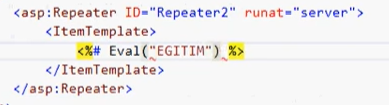 <asp:Repeater ID="Repeater2" runat="server">
<ItemTemplate>
<%# Eval("EGITIM") %>
</ItemTemplate>
</asp:Repeater>